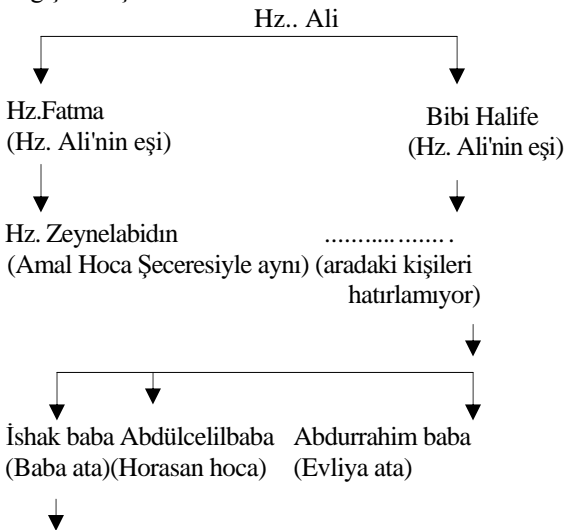 Hz.. Ali
Hz.Fatma
(Hz. Ali'nin eşi)
Bibi Halife
(Hz. Ali'nin eşi)
Hz. Zeynelabidın ........... ....... .
(Amal Hoca Şeceresiyle aynı) (aradaki kişileri
hatırlamıyor)
İshak baba Abdülcelilbaba Abdurrahim baba
(Baba ata)(Horasan hoca) (Evliya ata)